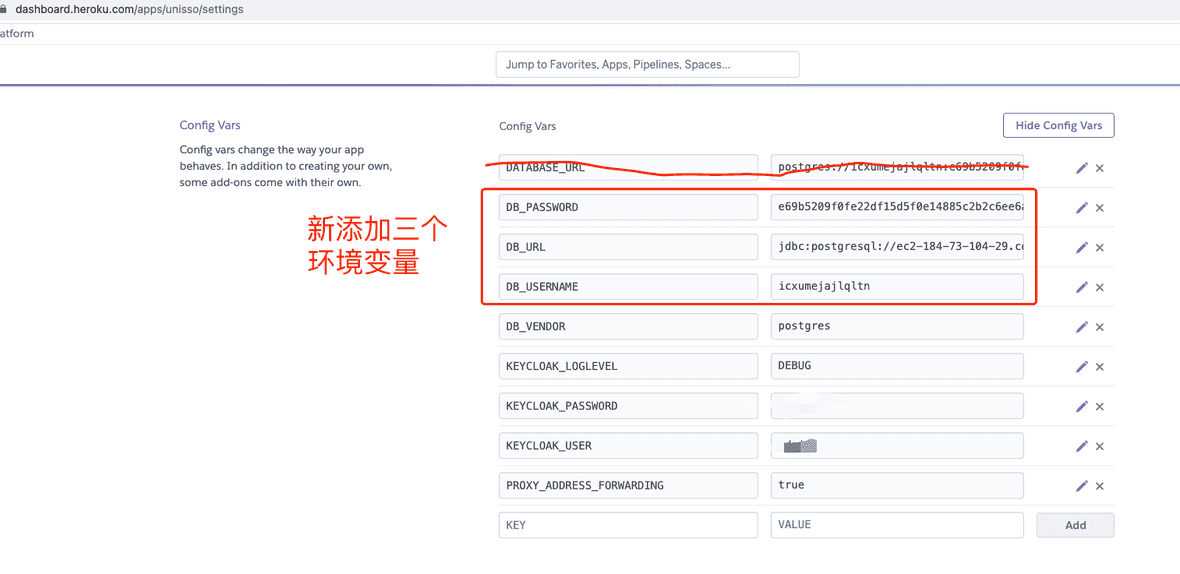 dashboard.heroku.com/apps/unisso/settings
atform
Jump to Favorites, Apps, Pipelines, Spaces...
Config Vars
Config vars change the way your app
behaves. In addition to creating your own,
some add-ons come with their own.
新添加三个
环境变量
Config Vars
Hide Config Vars
DATABASE_URL postgres://icxumejajlqltn:e69b5209f0f
DB_PASSWORD e69b5209f0fe22df15d5f0e14885c2b2c6ee6a
DB_URL jdbc:postgresql://ec2-184-73-104-29.co
DB_USERNAME icxumejajlqltn
DB_VENDOR postgres
KEYCLOAK_LOGLEVEL DEBUG
KEYCLOAK_PASSWORD
KEYCLOAK_USER
PROXY_ADDRESS_FORWARDING true
KEY VALUE Add